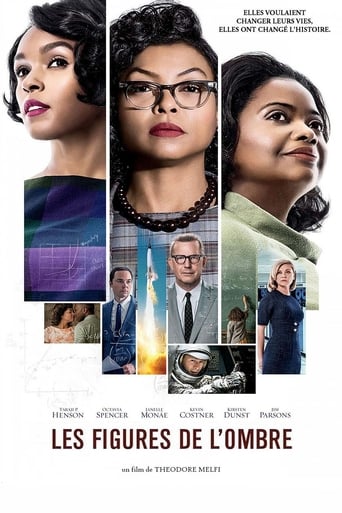 ELLES VOULAIENT
CHANGER LEURS VIES,
ELLES ONT CHANGÉ L'HISTOIRE.
TARAJI P. HENSON
OCTAVIA SPENCER
JANELLE MONÁE
KEVIN COSTNER
KIRSTEN DUNST
JIM PARSONS
LES FIGURES DE L'OMBRE
un film de THEODORE MELFI